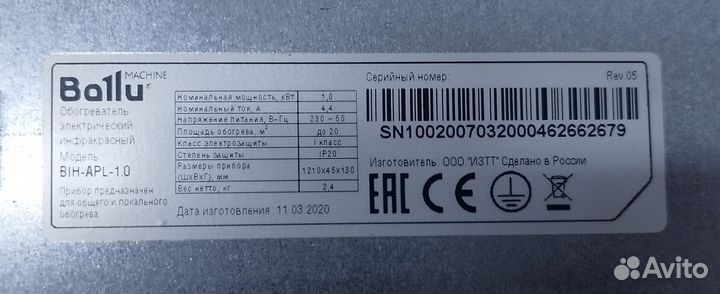 Ballu MACHINE
Обогреватель
электрический
инфракрасный
Модель
BIH-APL-1.0
Прибор предназначен
для общего и локального
обогрева
Номинальная мощность, кВт 1,0
Номинальный ток, А 4,4
Напряжение питания, В~Гц 230 ~ 50
Площадь обогрева, м² до 20
Класс электрозащиты I класс
Степень защиты IP20
Размеры прибора
(ШхВхГ), мм 1210x45x130
Вес нетто, кг 2,4
Дата изготовления: 11 03 2020
Серийный номер: Rev.05
SN1002007032000462662679
Изготовитель: ООО "ИЗТТ" Сделано в России
EAC CE
Avito